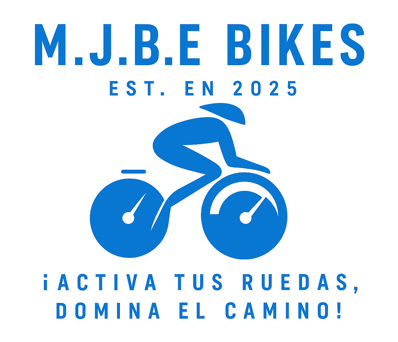 M.J.B.E BIKES
EST. EN 2025
¡ACTIVA TUS RUEDAS,
DOMINA EL CAMINO!